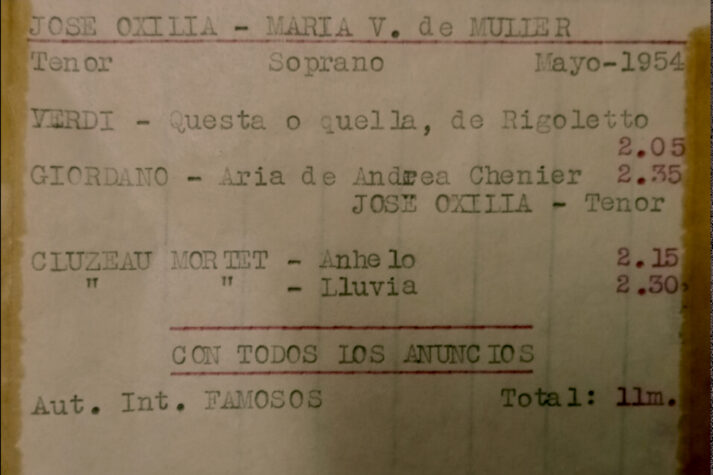 JOSE OXILIA - MARIA V. de MULIER
Tenor Soprano Mayo-1954
VERDI - Questa o quella, de Rigoletto
2.05
GIORDANO - Aria de Andrea Chenier 2.35
JOSE OXILIA - Tenor
CLUZEAU MORTET - Anhelo 2.15
" " - Lluvia 2.30
CON TODOS LOS ANUNCIOS
Aut. Int. FAMOSOS Total: 11m.